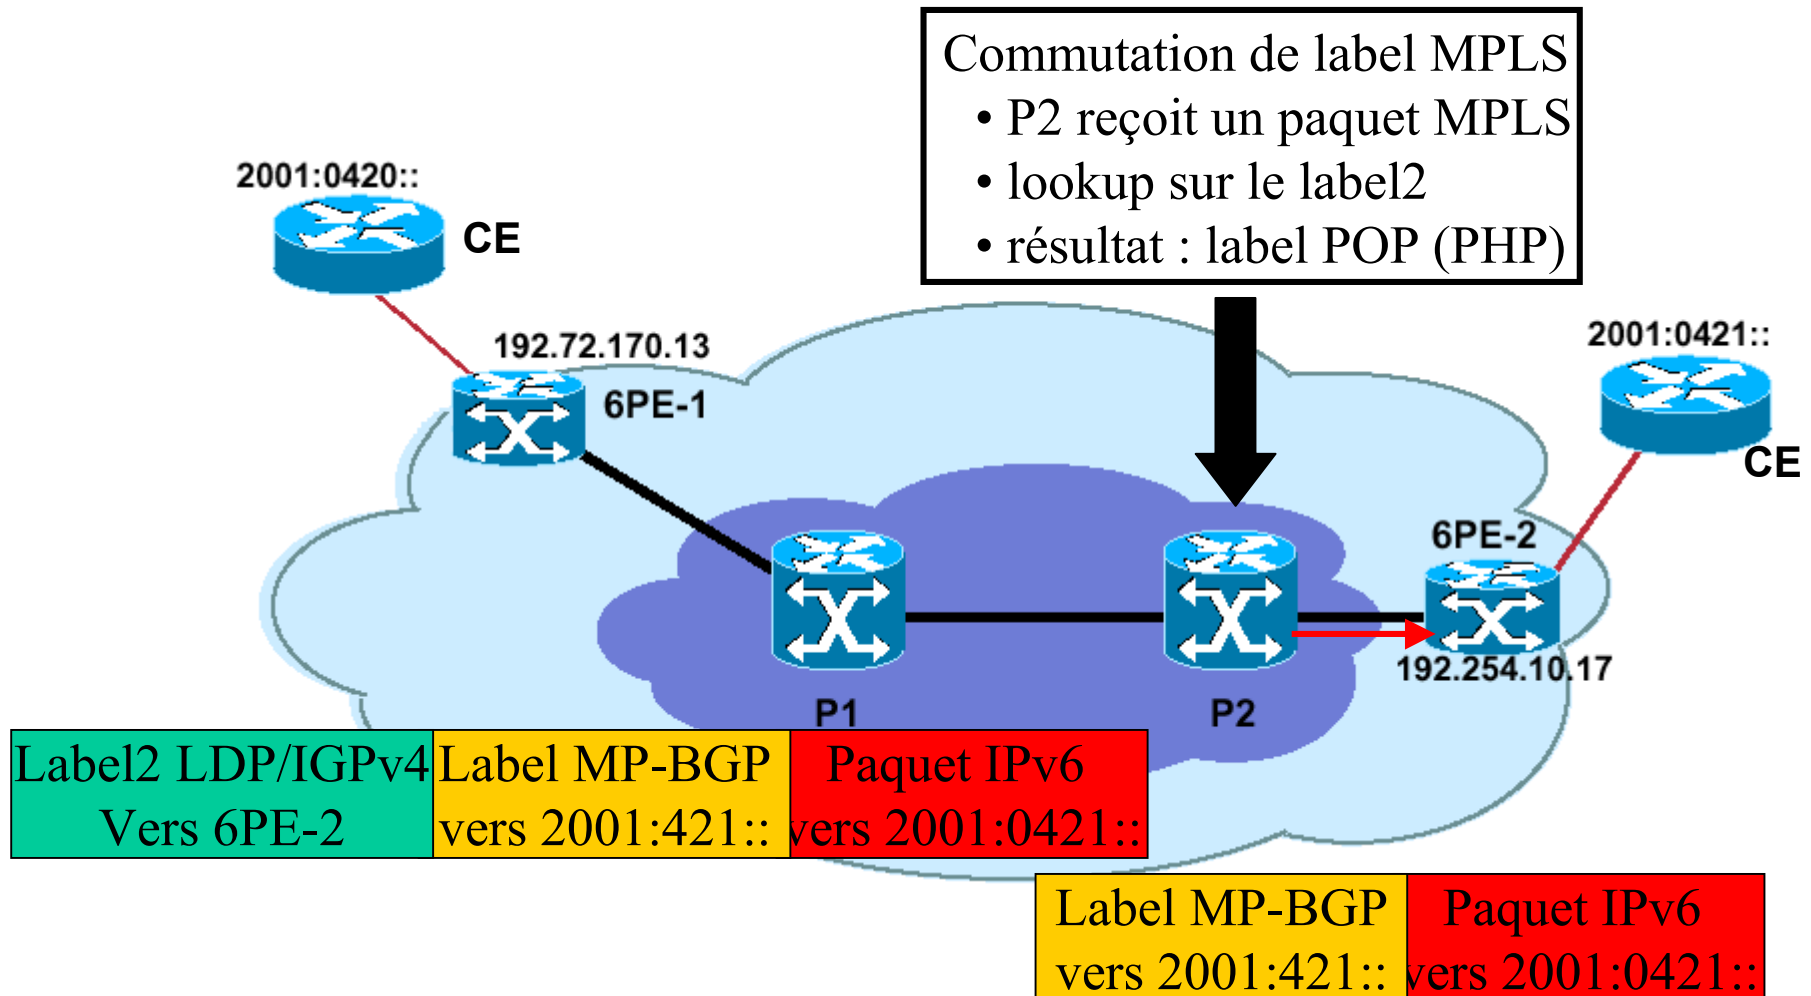 Commutation de label MPLS
• P2 reçoit un paquet MPLS
• lookup sur le label2
• résultat : label POP (PHP)
2001:0420::
CE
192.72.170.13
6PE-1
2001:0421::
CE
6PE-2
192.254.10.17
P1
P2
Label2 LDP/IGPv4
Vers 6PE-2
Label MP-BGP
vers 2001:421::
Paquet IPv6
vers 2001:0421::
Label MP-BGP
vers 2001:421::
Paquet IPv6
vers 2001:0421::